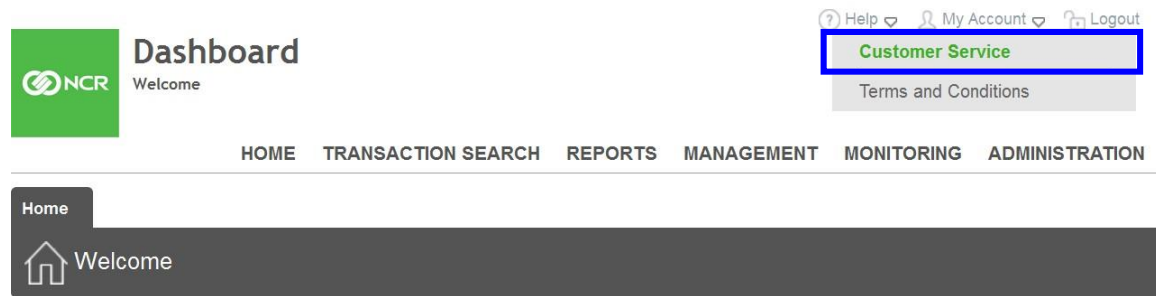 ? Help My Account Logout
Dashboard
Customer Service
NCR
Welcome
Terms and Conditions
HOME TRANSACTION SEARCH REPORTS MANAGEMENT MONITORING ADMINISTRATION
Home
Welcome